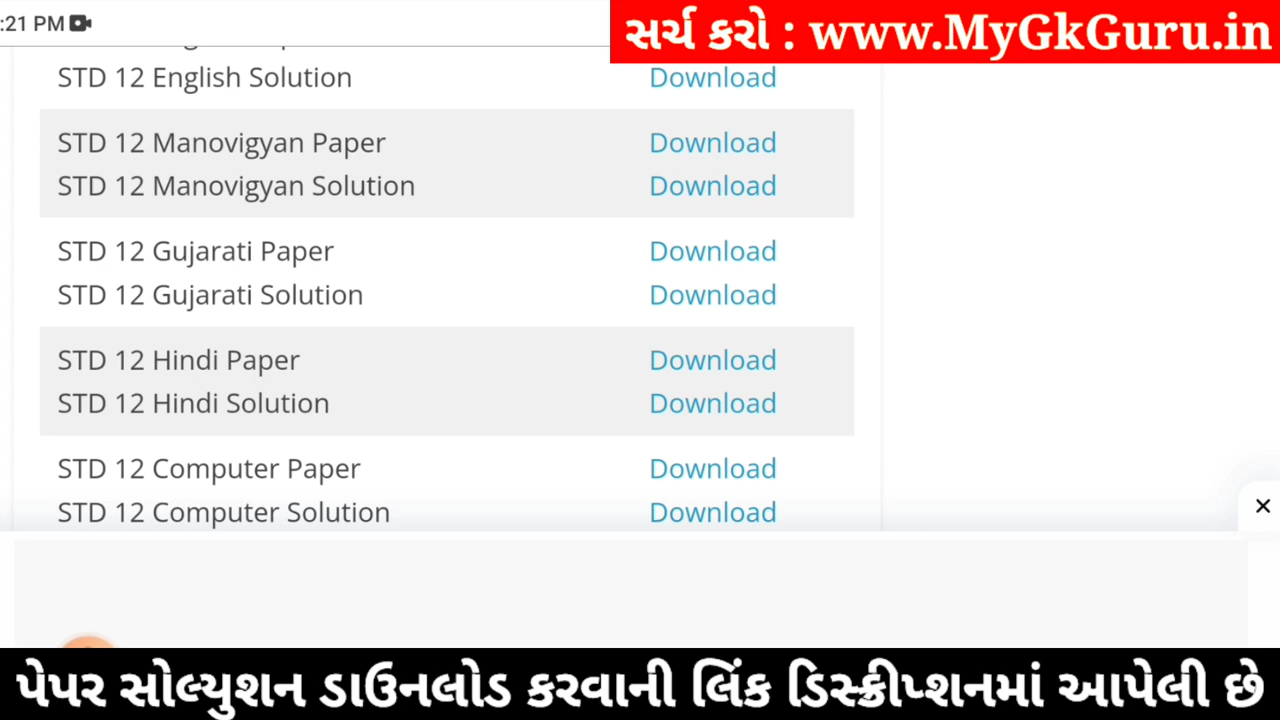 :21 PM
સર્ચ કરો : www.MyGkGuru.in
STD 12 English Solution Download
STD 12 Manovigyan Paper Download
STD 12 Manovigyan Solution Download
STD 12 Gujarati Paper Download
STD 12 Gujarati Solution Download
STD 12 Hindi Paper Download
STD 12 Hindi Solution Download
STD 12 Computer Paper Download
STD 12 Computer Solution Download
પેપર સોલ્યુશન ડાઉનલોડ કરવાની લિંક ડિસ્ક્રીપ્શનમાં આપેલી છે